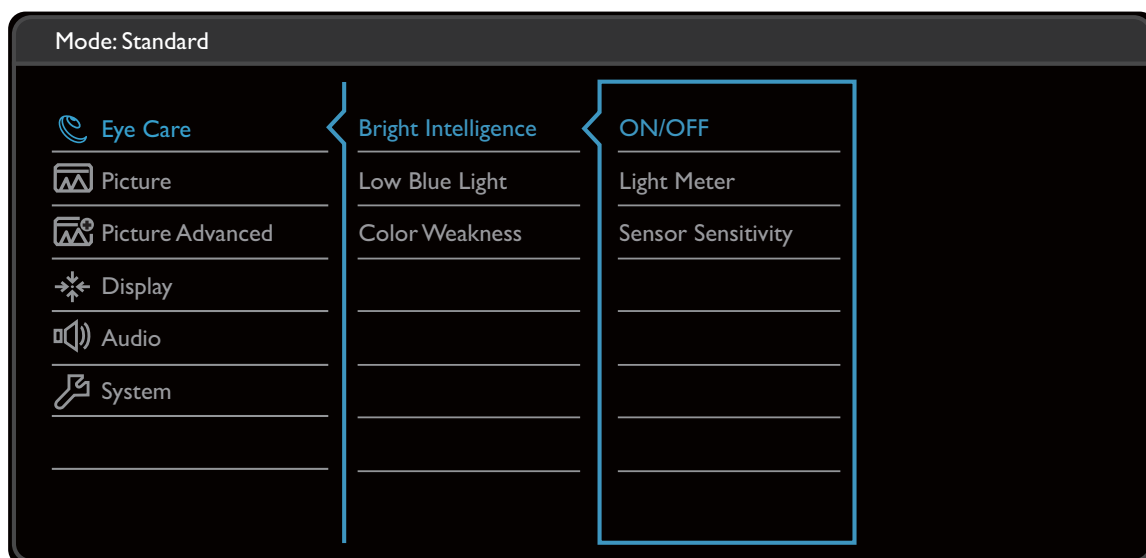 Mode: Standard
Eye Care
Picture
Picture Advanced
Display
Audio
System
Bright Intelligence
Low Blue Light
Color Weakness
ON/OFF
Light Meter
Sensor Sensitivity